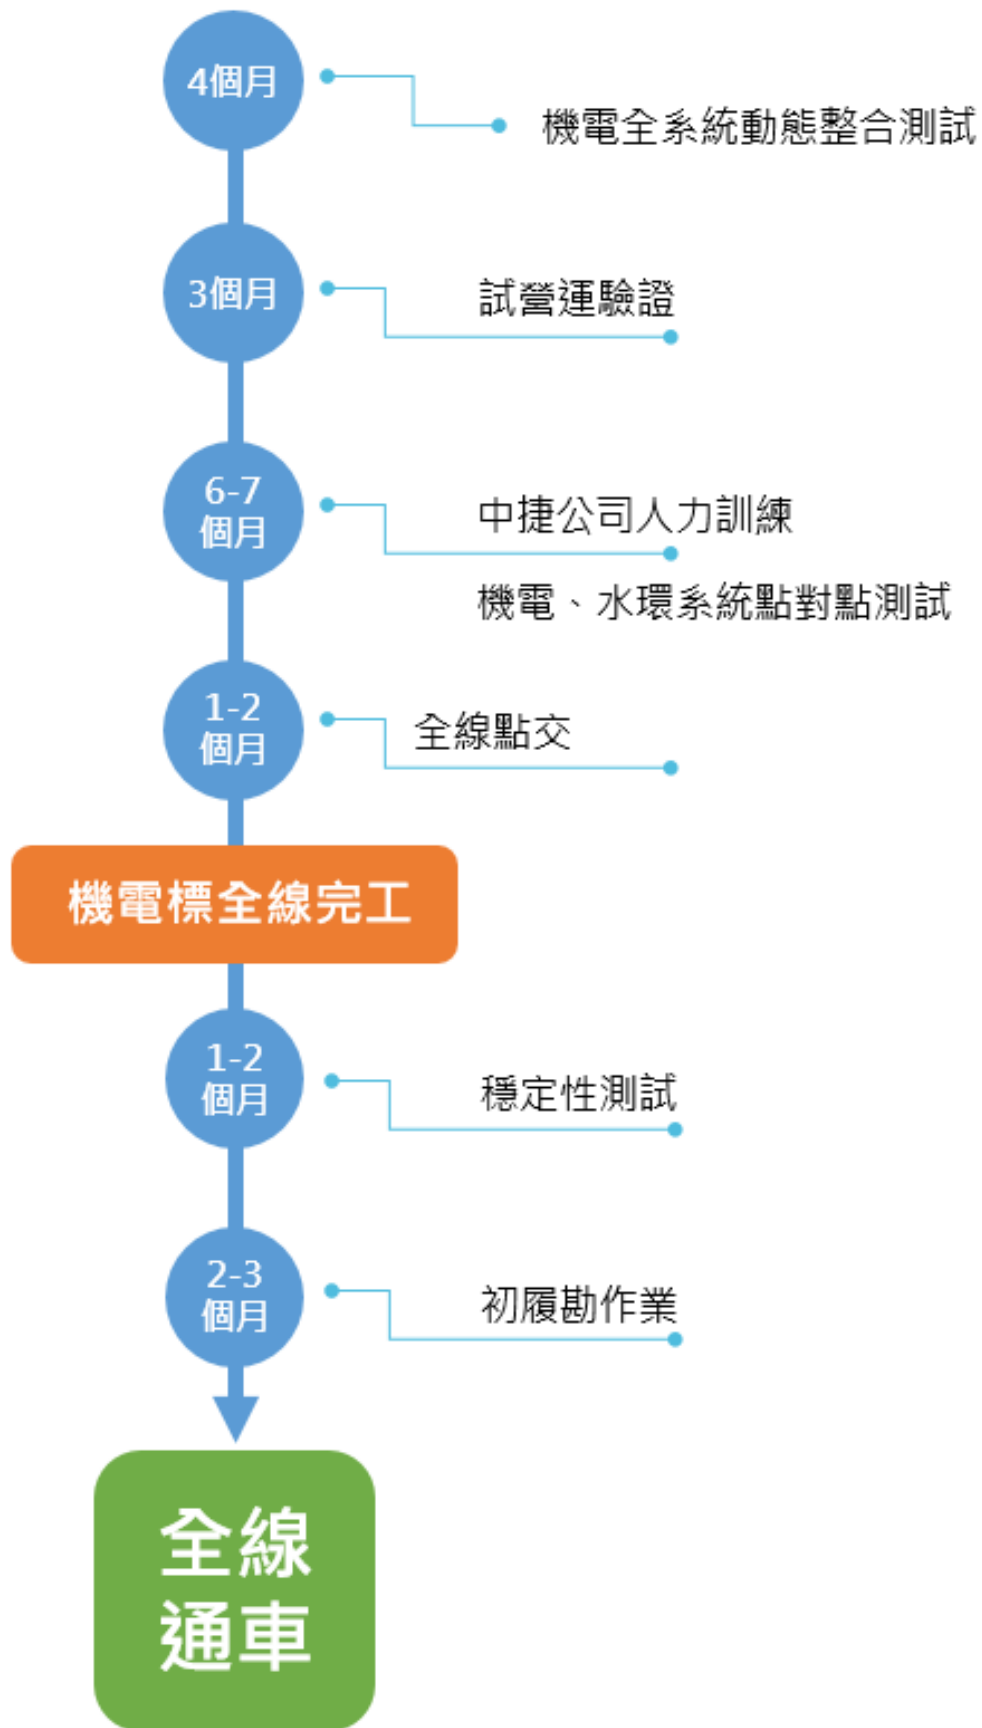 4個月
機電全系統動態整合測試
3個月
試營運驗證
6-7
個月
中捷公司人力訓練
機電、水環系統點對點測試
1-2
個月
全線點交
機電標全線完工
1-2
個月
穩定性測試
2-3
個月
初履勘作業
全線
通車